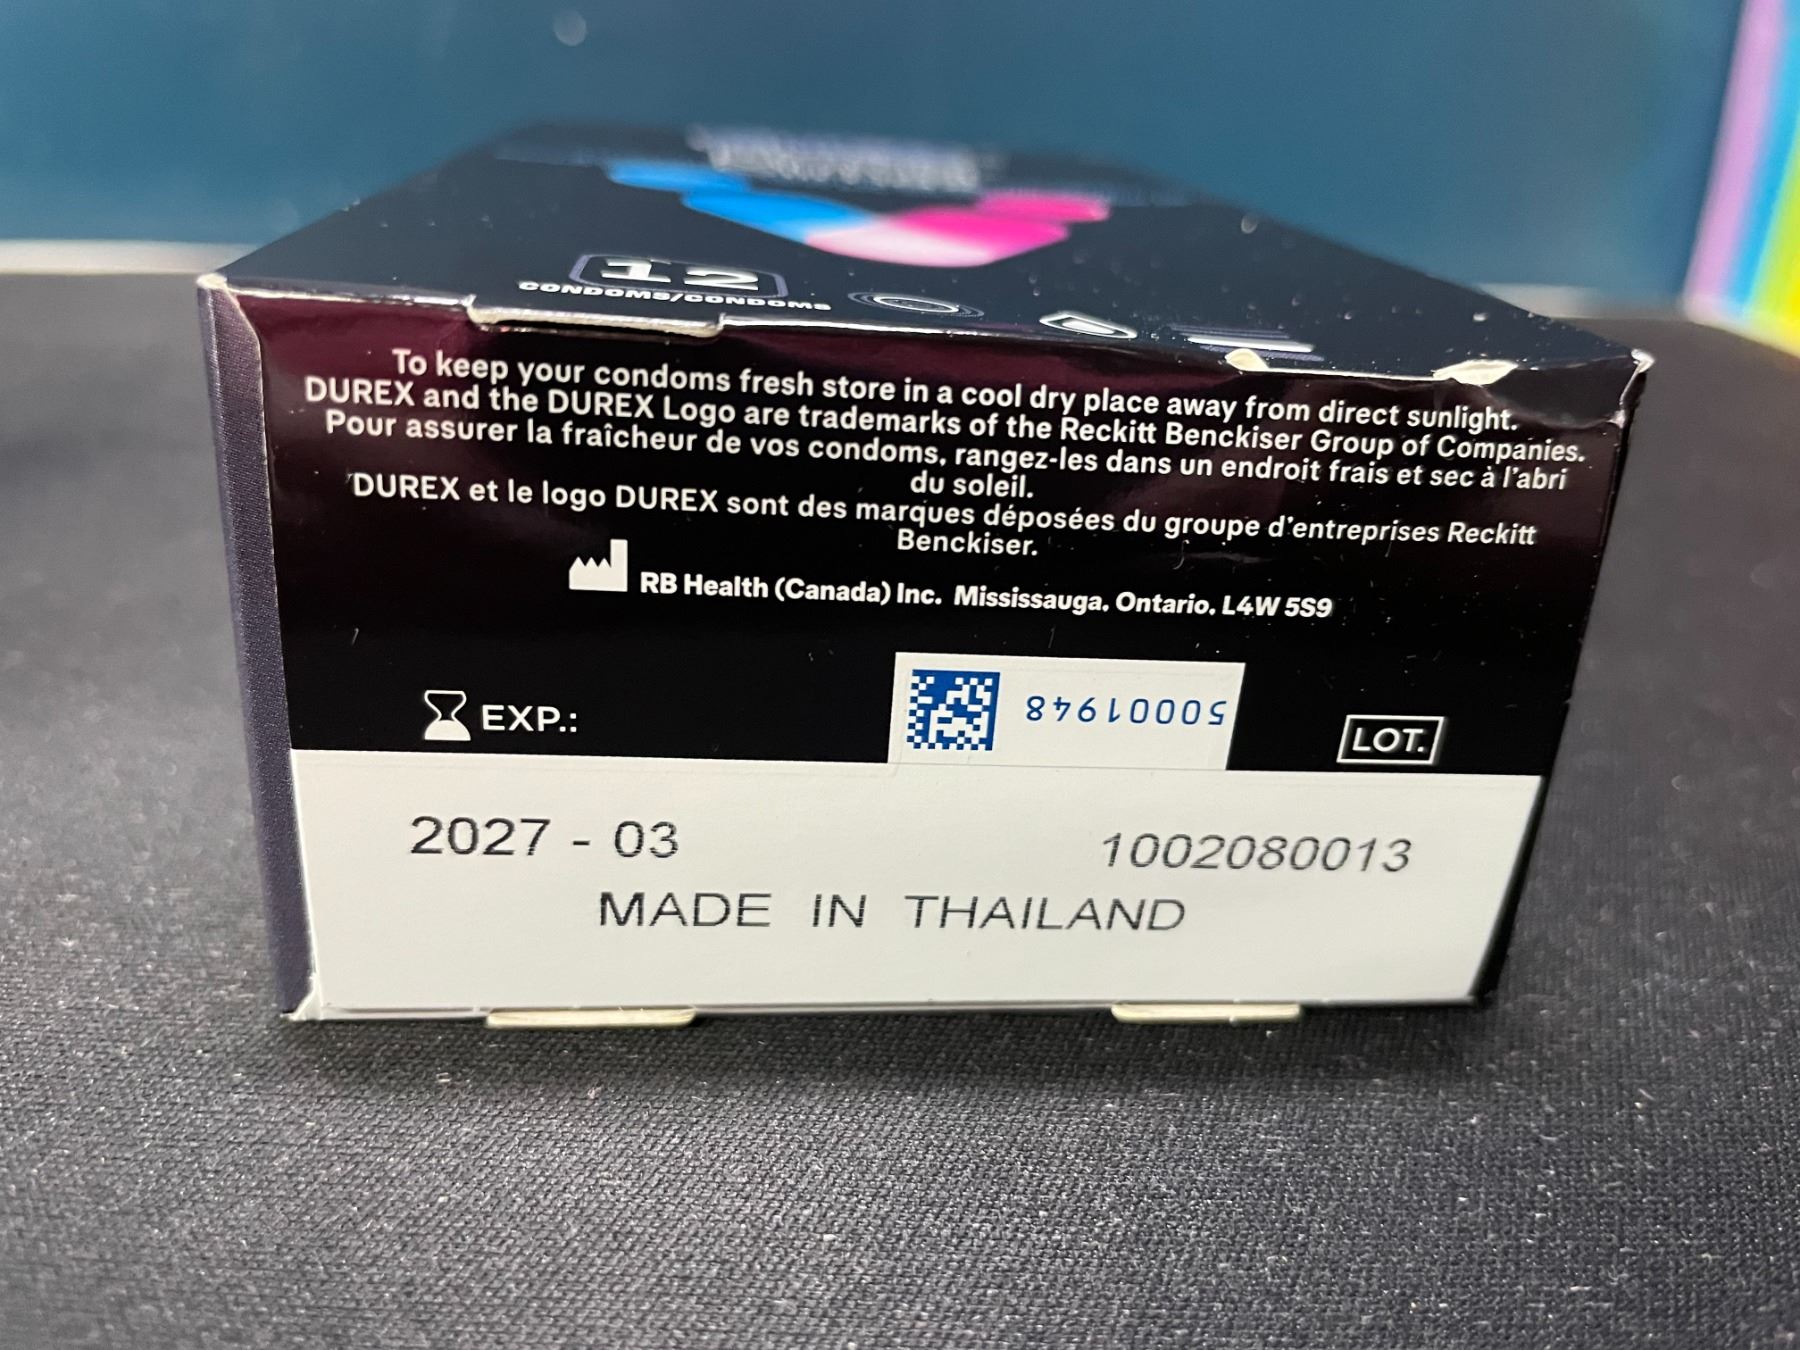 12
CONDOMS/CONDOMS
To keep your condoms fresh store in a cool dry place away from direct sunlight.
DUREX and the DUREX Logo are trademarks of the Reckitt Benckiser Group of Companies.
Pour assurer la fraîcheur de vos condoms, rangez-les dans un endroit frais et sec à l'abri
du soleil.
DUREX et le logo DUREX sont des marques déposées du groupe d'entreprises Reckitt
Benckiser.
RB Health (Canada) Inc. Mississauga. Ontario. L4W 5S9
EXP.:
50001948
LOT.
2027 - 03
1002080013
MADE IN THAILAND